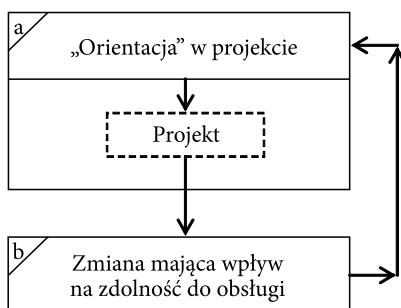 a
„Orientacja” w projekcie
Projekt
b
Zmiana mająca wpływ
na zdolność do obsługi